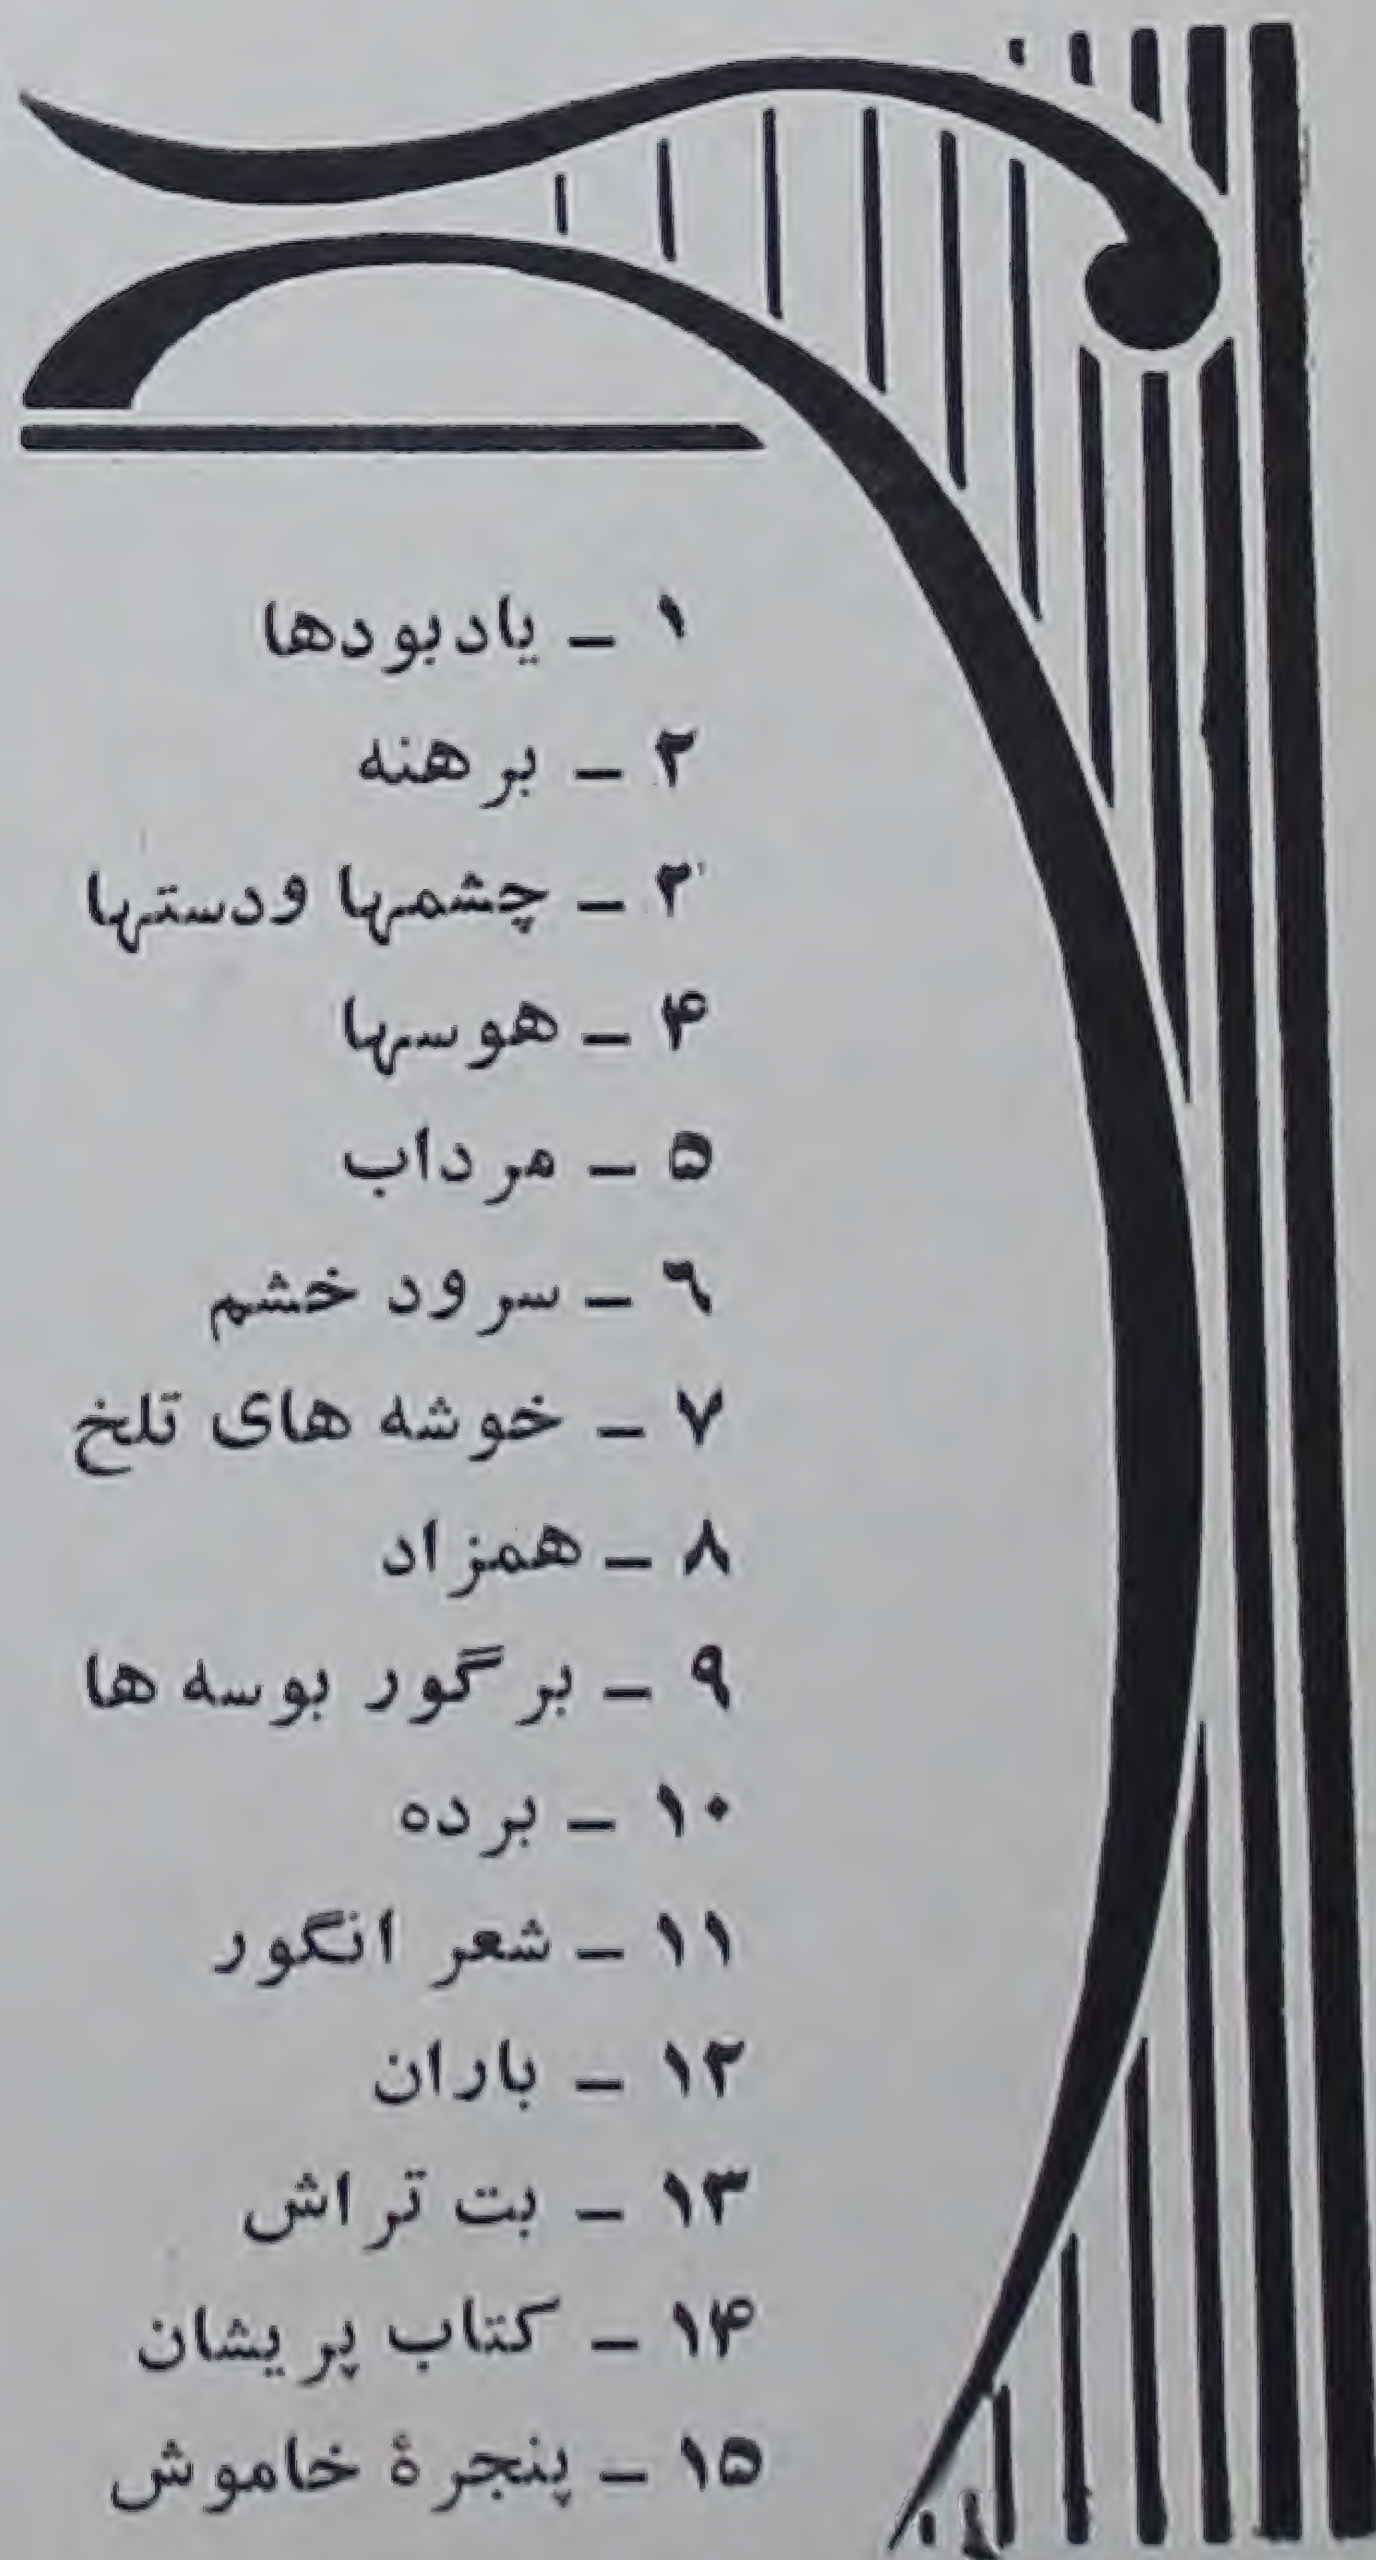 ۱ - یادبودها
۲ - برهنه
۳ - چشمها ودستها
۴ - هوسها
۵ - مرداب
۶ - سرود خشم
۷ - خوشه های تلخ
۸ - همزاد
۹ - بر گور بوسه ها
۱۰ - برده
۱۱ - شعر انگور
۱۲ - باران
۱۳ - بت تراش
۱۴ - کتاب پریشان
۱۵ - پنجرهٔ خاموش